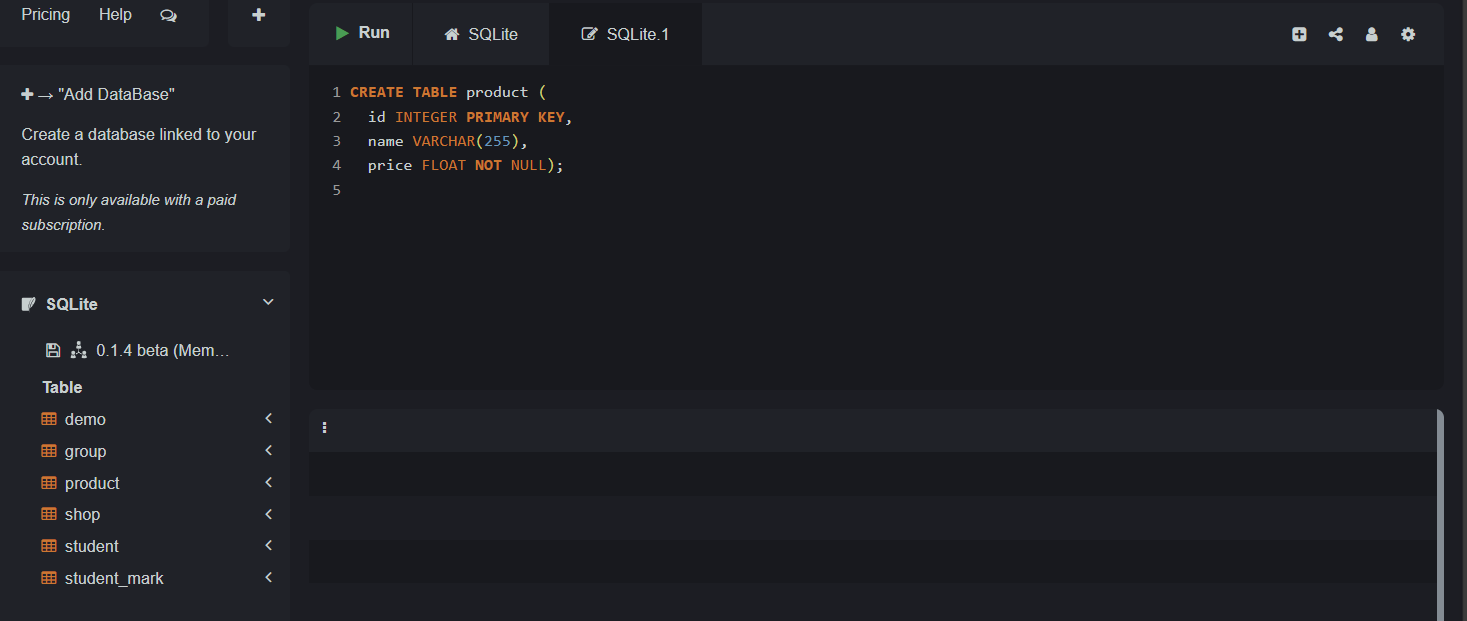 Pricing Help
Run SQLite SQLite.1
→ "Add DataBase"
Create a database linked to your
account.
This is only available with a paid
subscription.
SQLite
0.1.4 beta (Mem...
Table
demo
group
product
shop
student
student_mark
1 CREATE TABLE product (
2 id INTEGER PRIMARY KEY,
3 name VARCHAR(255),
4 price FLOAT NOT NULL);
5